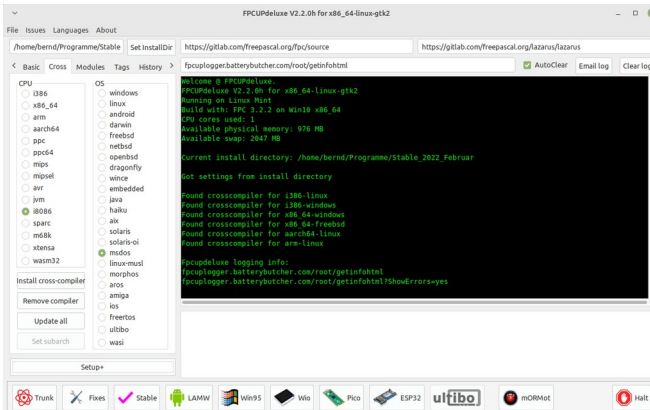 FPCUPdeluxe V2.2.0h for x86_64-linux-gtk2
File Issues Languages About
/home/bernd/Programme/Stable Set InstallDir https://gitlab.com/freepascal.org/fpc/source https://gitlab.com/freepascal.org/lazarus/lazarus
Basic Cross Modules Tags History fpcuplogger.batterybutcher.com/root/getinfohtml AutoClear Email log Clear log
CPU
i386
x86_64
arm
aarch64
ppc
ppc64
mips
mipsel
avr
jvm
i8086
sparc
m68k
xtensa
wasm32
Install cross-compiler
Remove compiler
Update all
Set subarch
OS
windows
linux
android
darwin
freebsd
netbsd
openbsd
dragonfly
wince
embedded
java
haiku
aix
solaris
solaris-oi
msdos
linux-musl
morphos
aros
amiga
ios
freertos
ultibo
wasi
Setup+
Welcome @ FPCUPdeluxe.
FPCUPdeluxe V2.2.0h for x86_64-linux-gtk2
Running on Linux Mint
Build with: FPC 3.2.2 on Win10 x86_64
CPU cores used: 1
Available physical memory: 976 MB
Available swap: 2047 MB
Current install directory: /home/bernd/Programme/Stable_2022_Februar
Got settings from install directory
Found crosscompiler for i386-linux
Found crosscompiler for i386-windows
Found crosscompiler for x86_64-windows
Found crosscompiler for x86_64-freebsd
Found crosscompiler for aarch64-linux
Found crosscompiler for arm-linux
Fpcupdeluxe logging info:
fpcuplogger.batterybutcher.com/root/getinfohtml
fpcuplogger.batterybutcher.com/root/getinfohtml?ShowErrors=yes
Trunk Fixes Stable LAMW Win95 Wio Pico ESP32 ultibo mORMot Halt